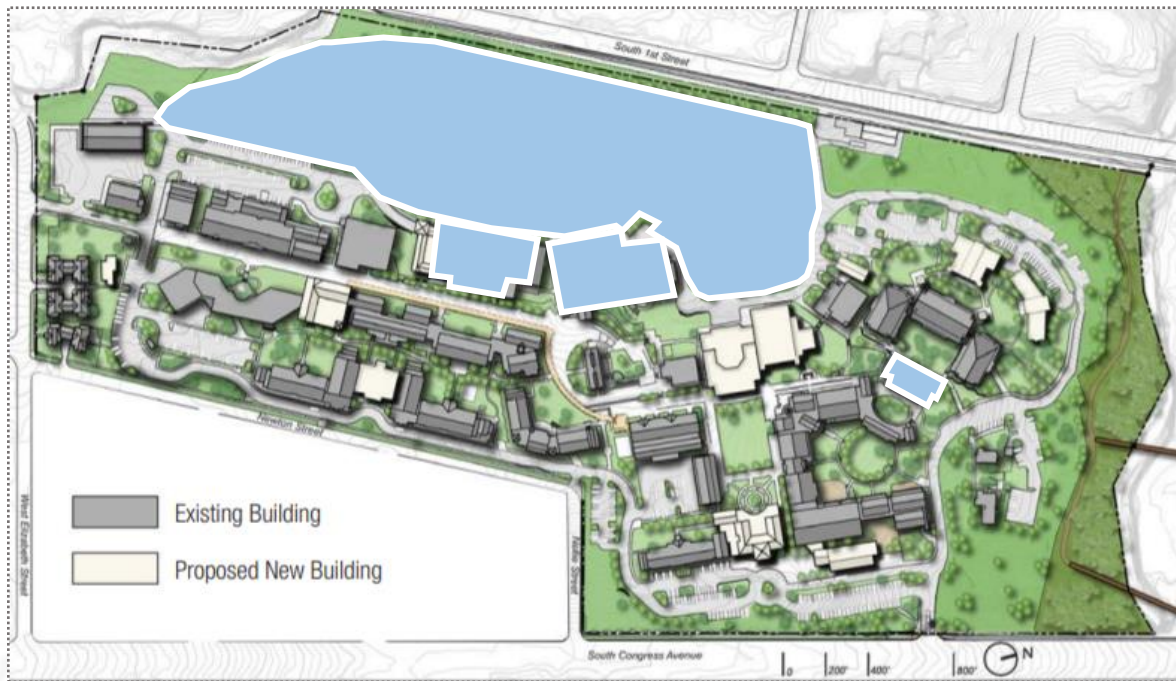 South 1st Street
Newton Street
West Elizabeth Street
Existing Building
Proposed New Building
Nellie Street
South Congress Avenue
0 200' 400' 800' N